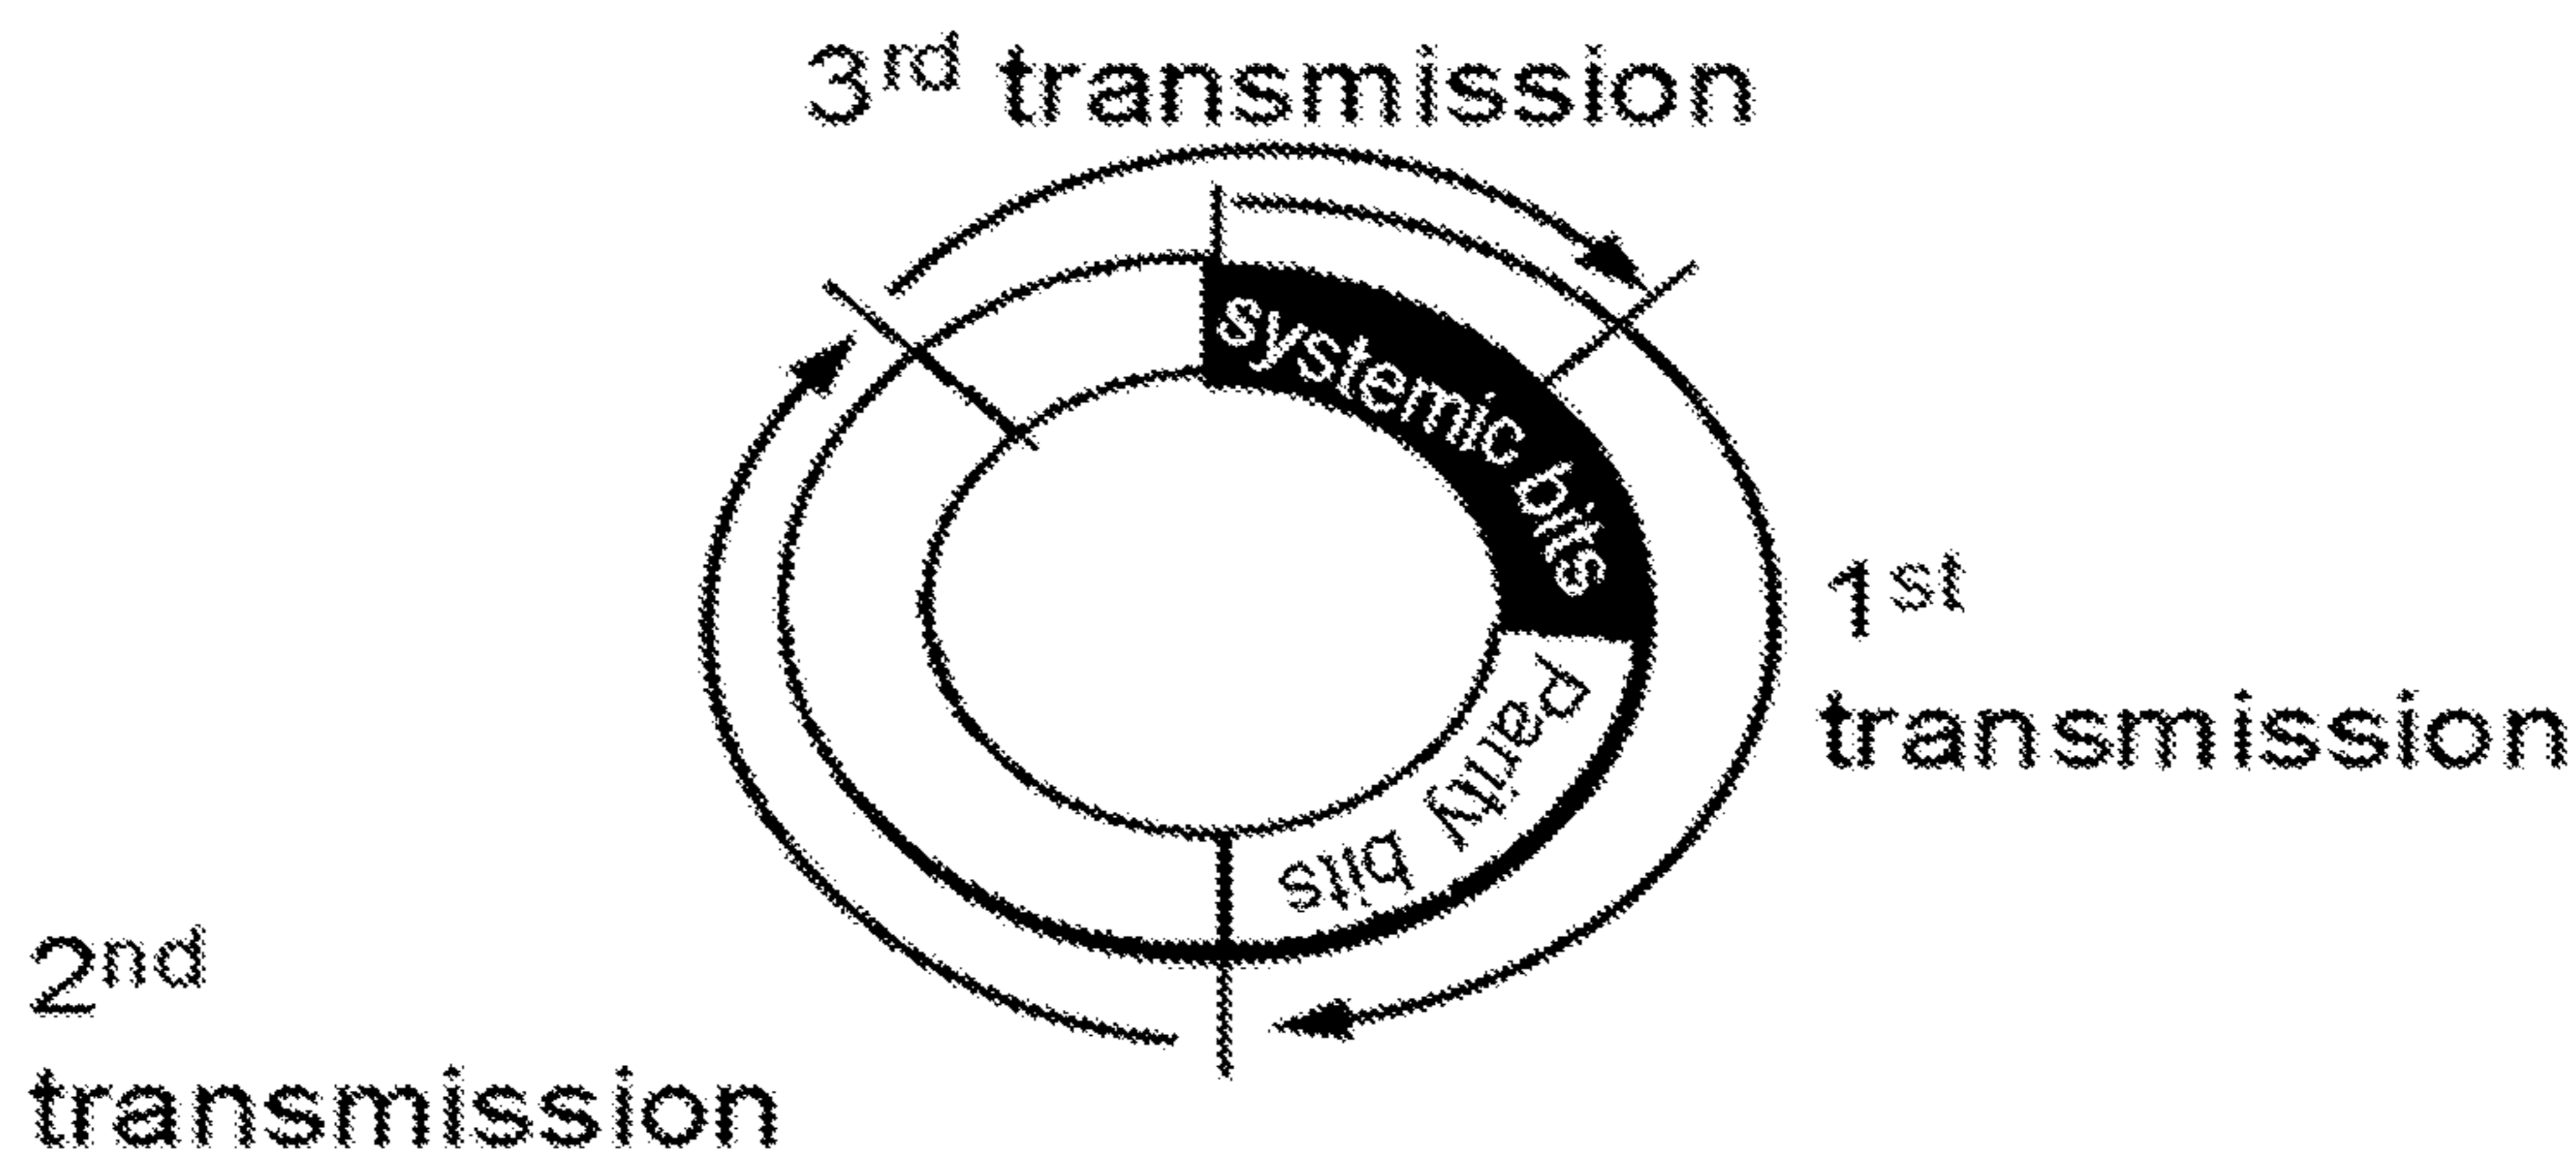 3rd transmission
systemic bits
1st
transmission
Parity bits
2nd
transmission